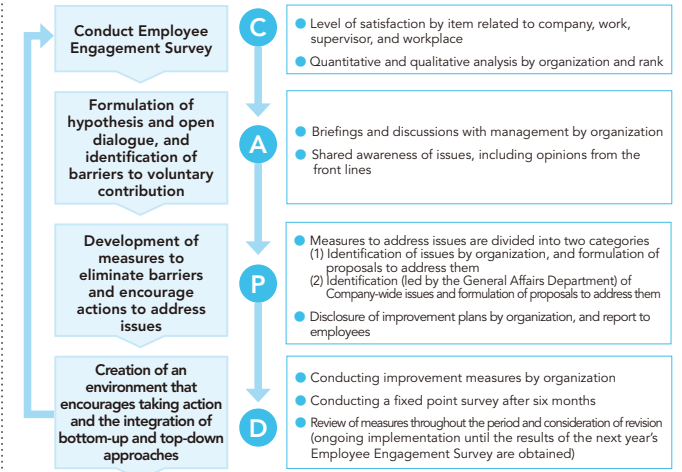 Conduct Employee
Engagement Survey
C
● Level of satisfaction by item related to company, work,
supervisor, and workplace
● Quantitative and qualitative analysis by organization and rank
Formulation of
hypothesis and open
dialogue, and
identification of
barriers to voluntary
contribution
A
● Briefings and discussions with management by organization
● Shared awareness of issues, including opinions from the
front lines
Development of
measures to
eliminate barriers
and encourage
actions to address
issues
P
● Measures to address issues are divided into two categories
(1) Identification of issues by organization, and formulation of
proposals to address them
(2) Identification (led by the General Affairs Department) of
Company-wide issues and formulation of proposals to address them
● Disclosure of improvement plans by organization, and report to
employees
Creation of an
environment that
encourages taking action
and the integration of
bottom-up and top-down
approaches
D
● Conducting improvement measures by organization
● Conducting a fixed point survey after six months
● Review of measures throughout the period and consideration of revision
(ongoing implementation until the results of the next year's
Employee Engagement Survey are obtained)